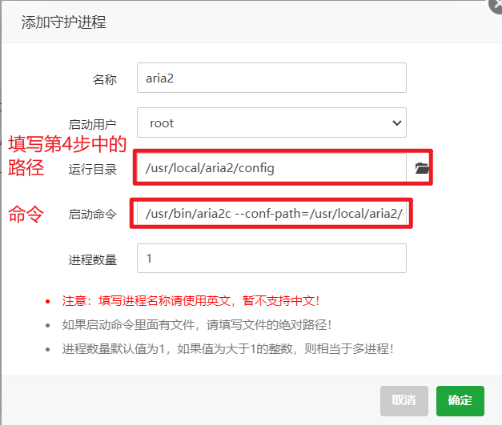 添加守护进程
名称
aria2
启动用户
root
填写第4步中的
路径
运行目录
/usr/local/aria2/config
命令
启动命令
/usr/bin/aria2c --conf-path=/usr/local/aria2/
进程数量
1
• 注意：填写进程名称请使用英文，暂不支持中文！
• 如果启动命令里面有文件，请填写文件的绝对路径！
• 进程数量默认值为1，如果值为大于1的整数，则相当于多进程！
取消
确定